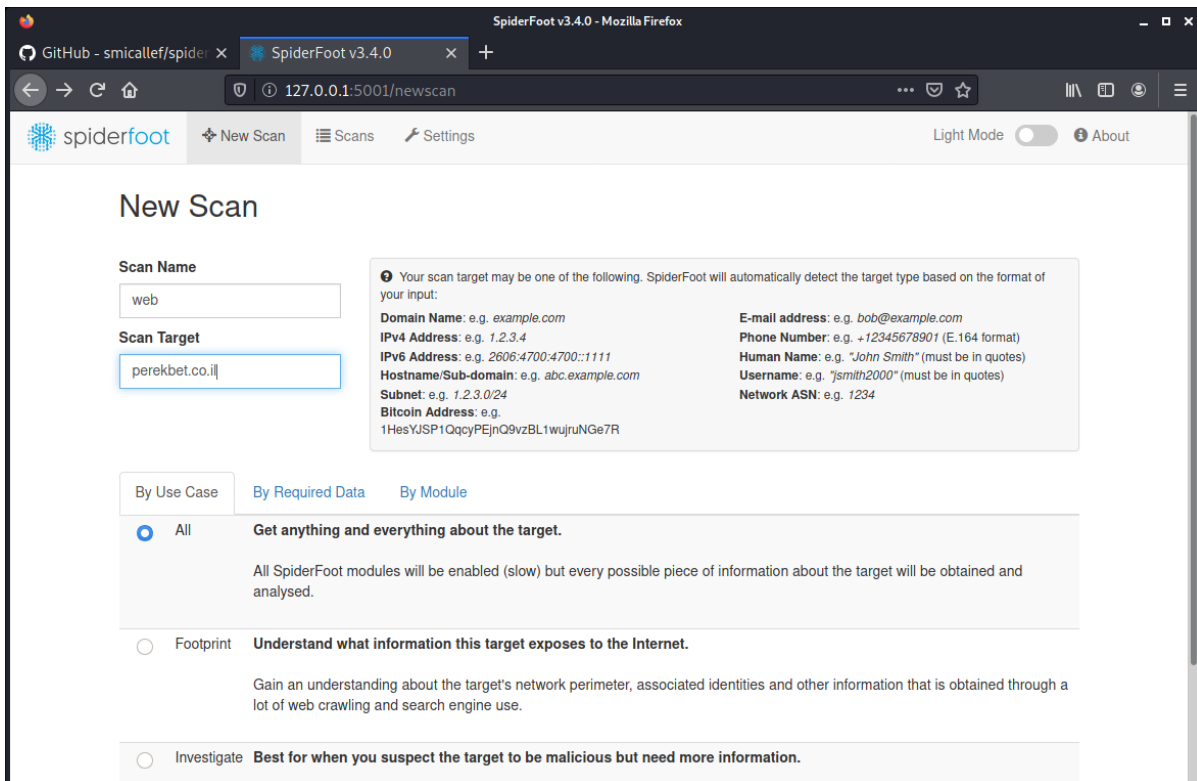 SpiderFoot v3.4.0 - Mozilla Firefox
GitHub - smicallef/spider
SpiderFoot v3.4.0
127.0.0.1:5001/newscan
spiderfoot
New Scan
Scans
Settings
Light Mode
About
New Scan
Scan Name
web
Scan Target
perekbet.co.il
Your scan target may be one of the following. SpiderFoot will automatically detect the target type based on the format of
your input:
Domain Name: e.g. example.com
IPv4 Address: e.g. 1.2.3.4
IPv6 Address: e.g. 2606:4700:4700::1111
Hostname/Sub-domain: e.g. abc.example.com
Subnet: e.g. 1.2.3.0/24
Bitcoin Address: e.g.
1HesYJSP1QqcyPEjnQ9vzBL1wujruNGe7R
E-mail address: e.g. bob@example.com
Phone Number: e.g. +12345678901 (E.164 format)
Human Name: e.g. "John Smith" (must be in quotes)
Username: e.g. "jsmith2000" (must be in quotes)
Network ASN: e.g. 1234
By Use Case
By Required Data
By Module
All
Get anything and everything about the target.
All SpiderFoot modules will be enabled (slow) but every possible piece of information about the target will be obtained and
analysed.
Footprint
Understand what information this target exposes to the Internet.
Gain an understanding about the target's network perimeter, associated identities and other information that is obtained through a
lot of web crawling and search engine use.
Investigate
Best for when you suspect the target to be malicious but need more information.